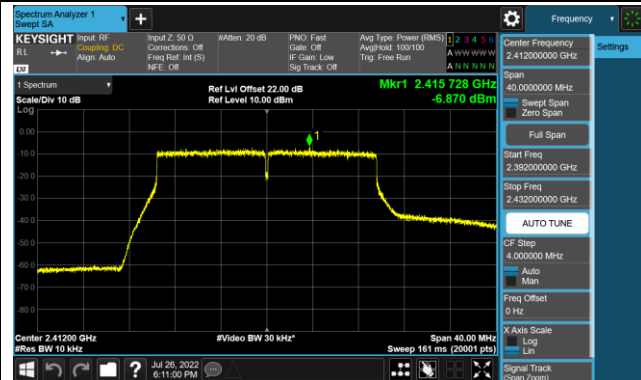 Spectrum Analyzer 1
Swept SA
Frequency
KEYSIGHT
RL
LNI
Input: RF
Coupling: DC
Align: Auto
Input Z: 50 Ω
Corrections: Off
Freq Ref: Int (S)
NFE: Off
#Atten: 20 dB
PNO: Fast
Gate: Off
IF Gain: Low
Sig Track: Off
Avg Type: Power (RMS)
Avg|Hold: 100/100
Trig: Free Run
1 2 3 4 5 6
A W W W W W
A N N N N N
1 Spectrum
Scale/Div 10 dB
Log
Ref Lvl Offset 22.00 dB
Ref Level 10.00 dBm
Mkr1 2.415 728 GHz
-6.870 dBm
1
0.00
-10.0
-20.0
-30.0
-40.0
-50.0
-60.0
-70.0
-80.0
Center 2.41200 GHz
#Res BW 10 kHz
#Video BW 30 kHz*
Span 40.00 MHz
Sweep 161 ms (20001 pts)
Jul 26, 2022
6:11:00 PM
Center Frequency
2.412000000 GHz
Settings
Span
40.0000000 MHz
Swept Span
Zero Span
Full Span
Start Freq
2.392000000 GHz
Stop Freq
2.432000000 GHz
AUTO TUNE
CF Step
4.000000 MHz
Auto
Man
Freq Offset
0 Hz
X Axis Scale
Log
Lin
Signal Track
(Span Zoom)